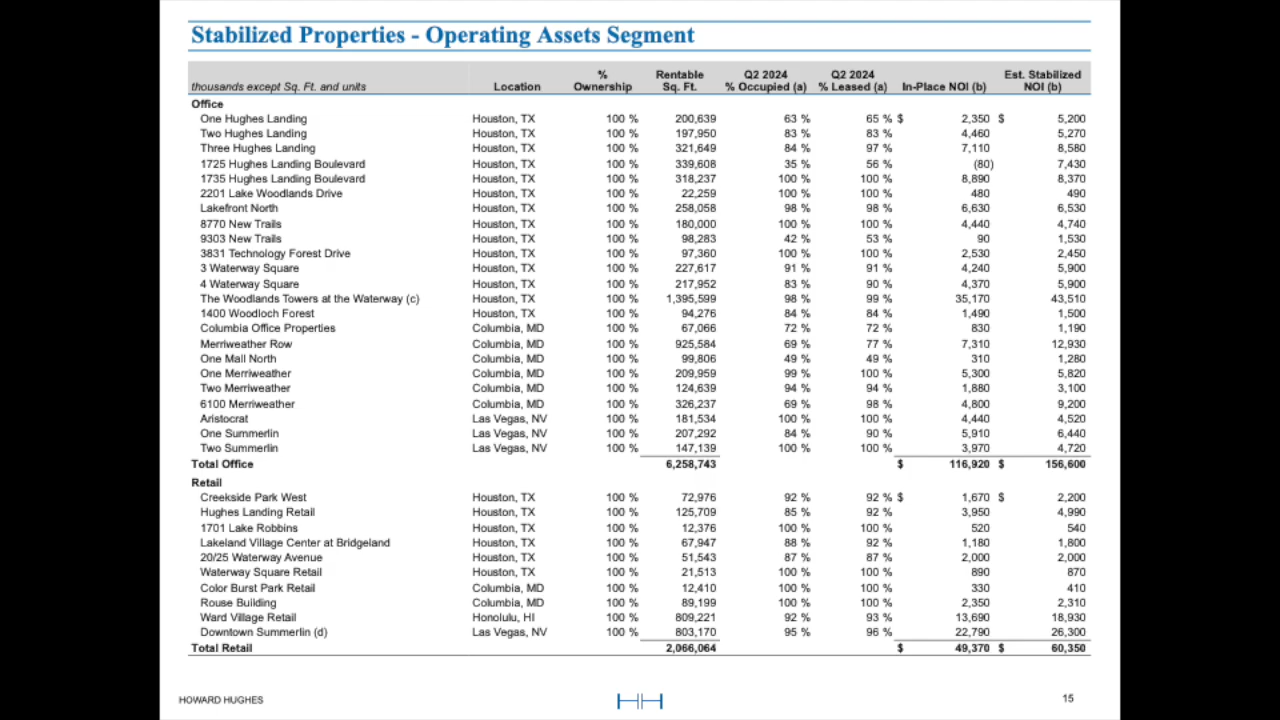 Stabilized Properties - Operating Assets Segment
thousands except Sq. Ft. and units Location % Ownership Rentable Sq. Ft. Q2 2024 % Occupied (a) Q2 2024 % Leased (a) In-Place NOI (b) Est. Stabilized NOI (b)
Office
One Hughes Landing Houston, TX 100 % 200,639 63 % 65 % $ 2,350 $ 5,200
Two Hughes Landing Houston, TX 100 % 197,950 83 % 83 % 4,460 5,270
Three Hughes Landing Houston, TX 100 % 321,649 84 % 97 % 7,110 8,580
1725 Hughes Landing Boulevard Houston, TX 100 % 339,608 35 % 56 % (80) 7,430
1735 Hughes Landing Boulevard Houston, TX 100 % 318,237 100 % 100 % 8,890 8,370
2201 Lake Woodlands Drive Houston, TX 100 % 22,259 100 % 100 % 480 490
Lakefront North Houston, TX 100 % 258,058 98 % 98 % 6,630 6,530
8770 New Trails Houston, TX 100 % 180,000 100 % 100 % 4,440 4,740
9303 New Trails Houston, TX 100 % 98,283 42 % 53 % 90 1,530
3831 Technology Forest Drive Houston, TX 100 % 97,360 100 % 100 % 2,530 2,450
3 Waterway Square Houston, TX 100 % 227,617 91 % 91 % 4,240 5,900
4 Waterway Square Houston, TX 100 % 217,952 83 % 90 % 4,370 5,900
The Woodlands Towers at the Waterway (c) Houston, TX 100 % 1,395,599 98 % 99 % 35,170 43,510
1400 Woodloch Forest Houston, TX 100 % 94,276 84 % 84 % 1,490 1,500
Columbia Office Properties Columbia, MD 100 % 67,066 72 % 72 % 830 1,190
Merriweather Row Columbia, MD 100 % 925,584 69 % 77 % 7,310 12,930
One Mall North Columbia, MD 100 % 99,806 49 % 49 % 310 1,280
One Merriweather Columbia, MD 100 % 209,959 99 % 100 % 5,300 5,820
Two Merriweather Columbia, MD 100 % 124,639 94 % 94 % 1,880 3,100
6100 Merriweather Columbia, MD 100 % 326,237 69 % 98 % 4,800 9,200
Aristocrat Las Vegas, NV 100 % 181,534 100 % 100 % 4,440 4,520
One Summerlin Las Vegas, NV 100 % 207,292 84 % 90 % 5,910 6,440
Two Summerlin Las Vegas, NV 100 % 147,139 100 % 100 % 3,970 4,720
Total Office 6,258,743 $ 116,920 $ 156,600
Retail
Creekside Park West Houston, TX 100 % 72,976 92 % 92 % $ 1,670 $ 2,200
Hughes Landing Retail Houston, TX 100 % 125,709 85 % 92 % 3,950 4,990
1701 Lake Robbins Houston, TX 100 % 12,376 100 % 100 % 520 540
Lakeland Village Center at Bridgeland Houston, TX 100 % 67,947 88 % 92 % 1,180 1,800
20/25 Waterway Avenue Houston, TX 100 % 51,543 87 % 87 % 2,000 2,000
Waterway Square Retail Houston, TX 100 % 21,513 100 % 100 % 890 870
Color Burst Park Retail Columbia, MD 100 % 12,410 100 % 100 % 330 410
Rouse Building Columbia, MD 100 % 89,199 100 % 100 % 2,350 2,310
Ward Village Retail Honolulu, HI 100 % 809,221 92 % 93 % 13,690 18,930
Downtown Summerlin (d) Las Vegas, NV 100 % 803,170 95 % 96 % 22,790 26,300
Total Retail 2,066,064 $ 49,370 $ 60,350
HOWARD HUGHES 15